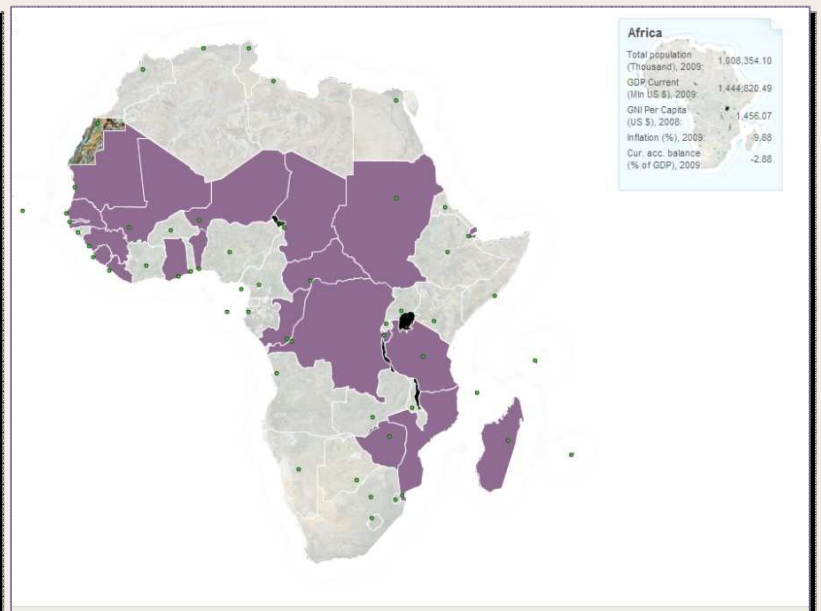 Africa
Total population
(Thousand), 2009: 1,008,354.10
GDP Current
(Mln US $), 2009: 1,444,820.49
GNI Per Capita
(US $), 2008: 1,456.07
Inflation (%), 2009: 9.88
Cur. acc. balance
(% of GDP), 2009: -2.88